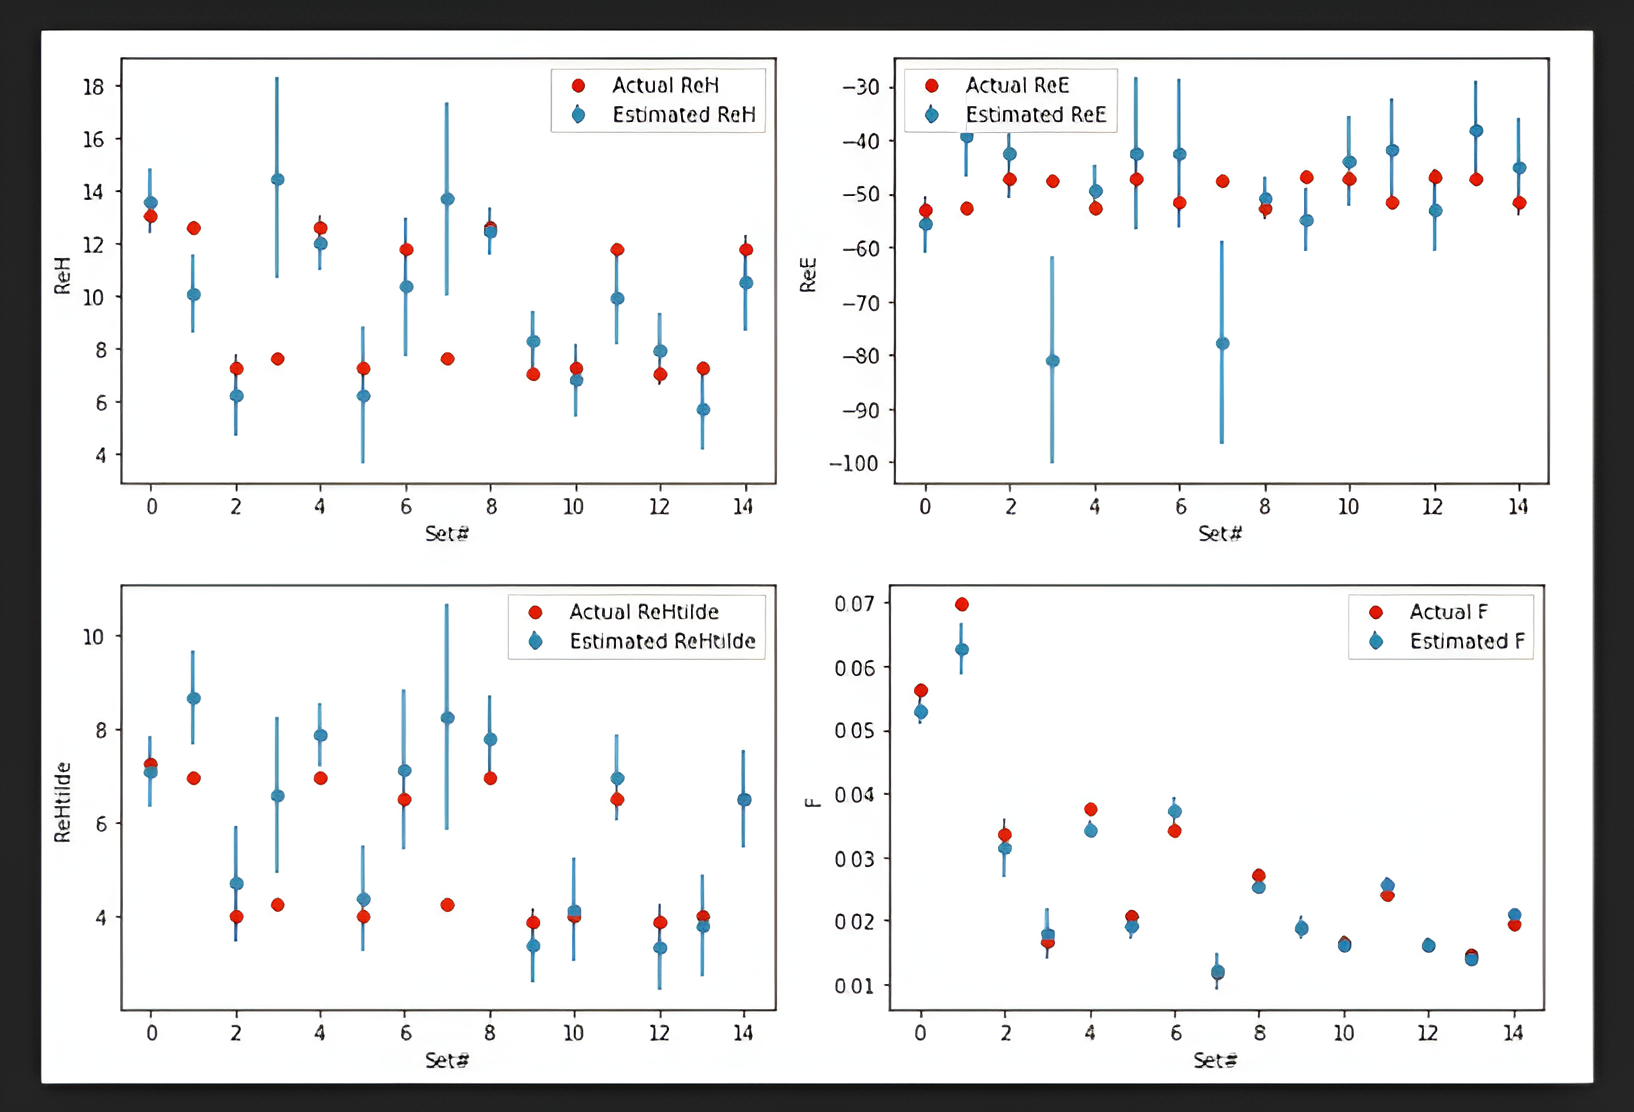 18
16
14
12
10
8
6
4
ReH
0 2 4 6 8 10 12 14
Set#
Actual ReH
Estimated ReH
−30
−40
−50
−60
−70
−80
−90
−100
ReE
0 2 4 6 8 10 12 14
Set#
Actual ReE
Estimated ReE
10
8
6
4
ReHtilde
0 2 4 6 8 10 12 14
Set#
Actual ReHtilde
Estimated ReHtilde
0.07
0.06
0.05
0.04
0.03
0.02
0.01
F
0 2 4 6 8 10 12 14
Set#
Actual F
Estimated F